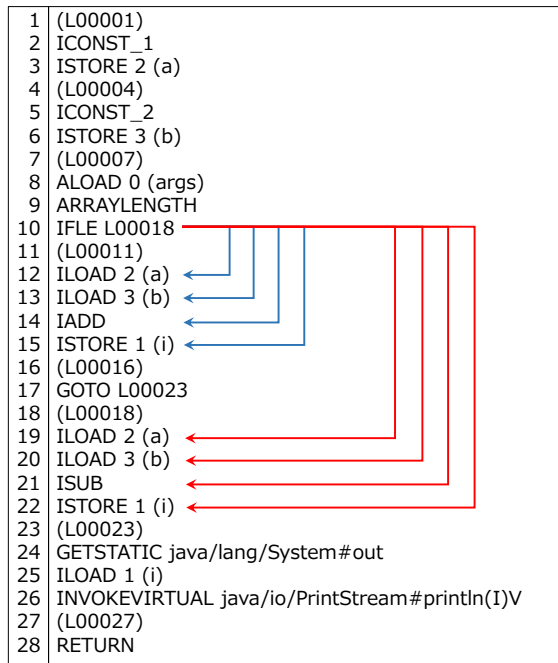 1 (L00001)
2 ICONST_1
3 ISTORE 2 (a)
4 (L00004)
5 ICONST_2
6 ISTORE 3 (b)
7 (L00007)
8 ALOAD 0 (args)
9 ARRAYLENGTH
10 IFLE L00018
11 (L00011)
12 ILOAD 2 (a)
13 ILOAD 3 (b)
14 IADD
15 ISTORE 1 (i)
16 (L00016)
17 GOTO L00023
18 (L00018)
19 ILOAD 2 (a)
20 ILOAD 3 (b)
21 ISUB
22 ISTORE 1 (i)
23 (L00023)
24 GETSTATIC java/lang/System#out
25 ILOAD 1 (i)
26 INVOKEVIRTUAL java/io/PrintStream#println(I)V
27 (L00027)
28 RETURN